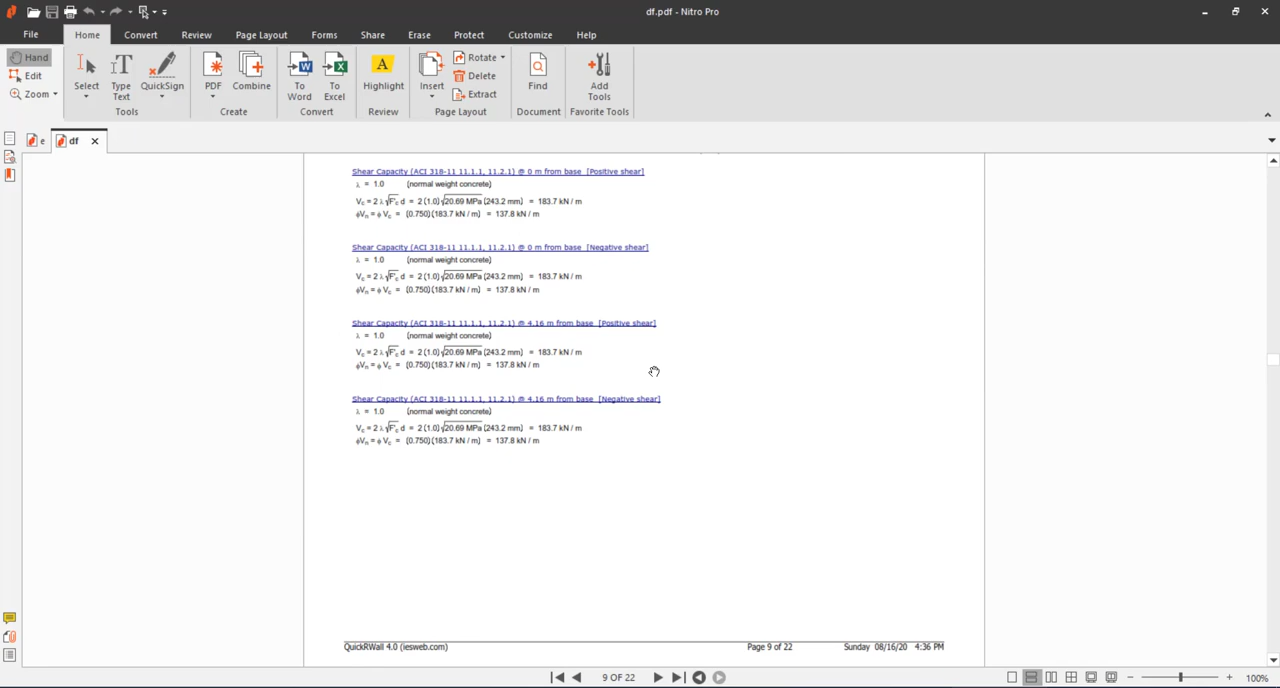 df.pdf - Nitro Pro
File Home Convert Review Page Layout Forms Share Erase Protect Customize Help
Hand
Edit
Zoom
Select
Type Text
QuickSign
Tools
PDF
Combine
Create
To Word
To Excel
Convert
Highlight
Review
Insert
Rotate
Delete
Extract
Page Layout
Find
Document
Add Tools
Favorite Tools
e df
Shear Capacity (ACI 318-11 11.1.1, 11.2.1) @ 0 m from base [Positive shear]
λ = 1.0 (normal weight concrete)
Vc = 2 λ √F'c d = 2 (1.0) √20.69 MPa (243.2 mm) = 183.7 kN / m
ϕVn = ϕ Vc = (0.750) (183.7 kN / m) = 137.8 kN / m
Shear Capacity (ACI 318-11 11.1.1, 11.2.1) @ 0 m from base [Negative shear]
λ = 1.0 (normal weight concrete)
Vc = 2 λ √F'c d = 2 (1.0) √20.69 MPa (243.2 mm) = 183.7 kN / m
ϕVn = ϕ Vc = (0.750) (183.7 kN / m) = 137.8 kN / m
Shear Capacity (ACI 318-11 11.1.1, 11.2.1) @ 4.16 m from base [Positive shear]
λ = 1.0 (normal weight concrete)
Vc = 2 λ √F'c d = 2 (1.0) √20.69 MPa (243.2 mm) = 183.7 kN / m
ϕVn = ϕ Vc = (0.750) (183.7 kN / m) = 137.8 kN / m
Shear Capacity (ACI 318-11 11.1.1, 11.2.1) @ 4.16 m from base [Negative shear]
λ = 1.0 (normal weight concrete)
Vc = 2 λ √F'c d = 2 (1.0) √20.69 MPa (243.2 mm) = 183.7 kN / m
ϕVn = ϕ Vc = (0.750) (183.7 kN / m) = 137.8 kN / m
QuickRWall 4.0 (iesweb.com) Page 9 of 22 Sunday 08/16/20 4:36 PM
9 OF 22
100%